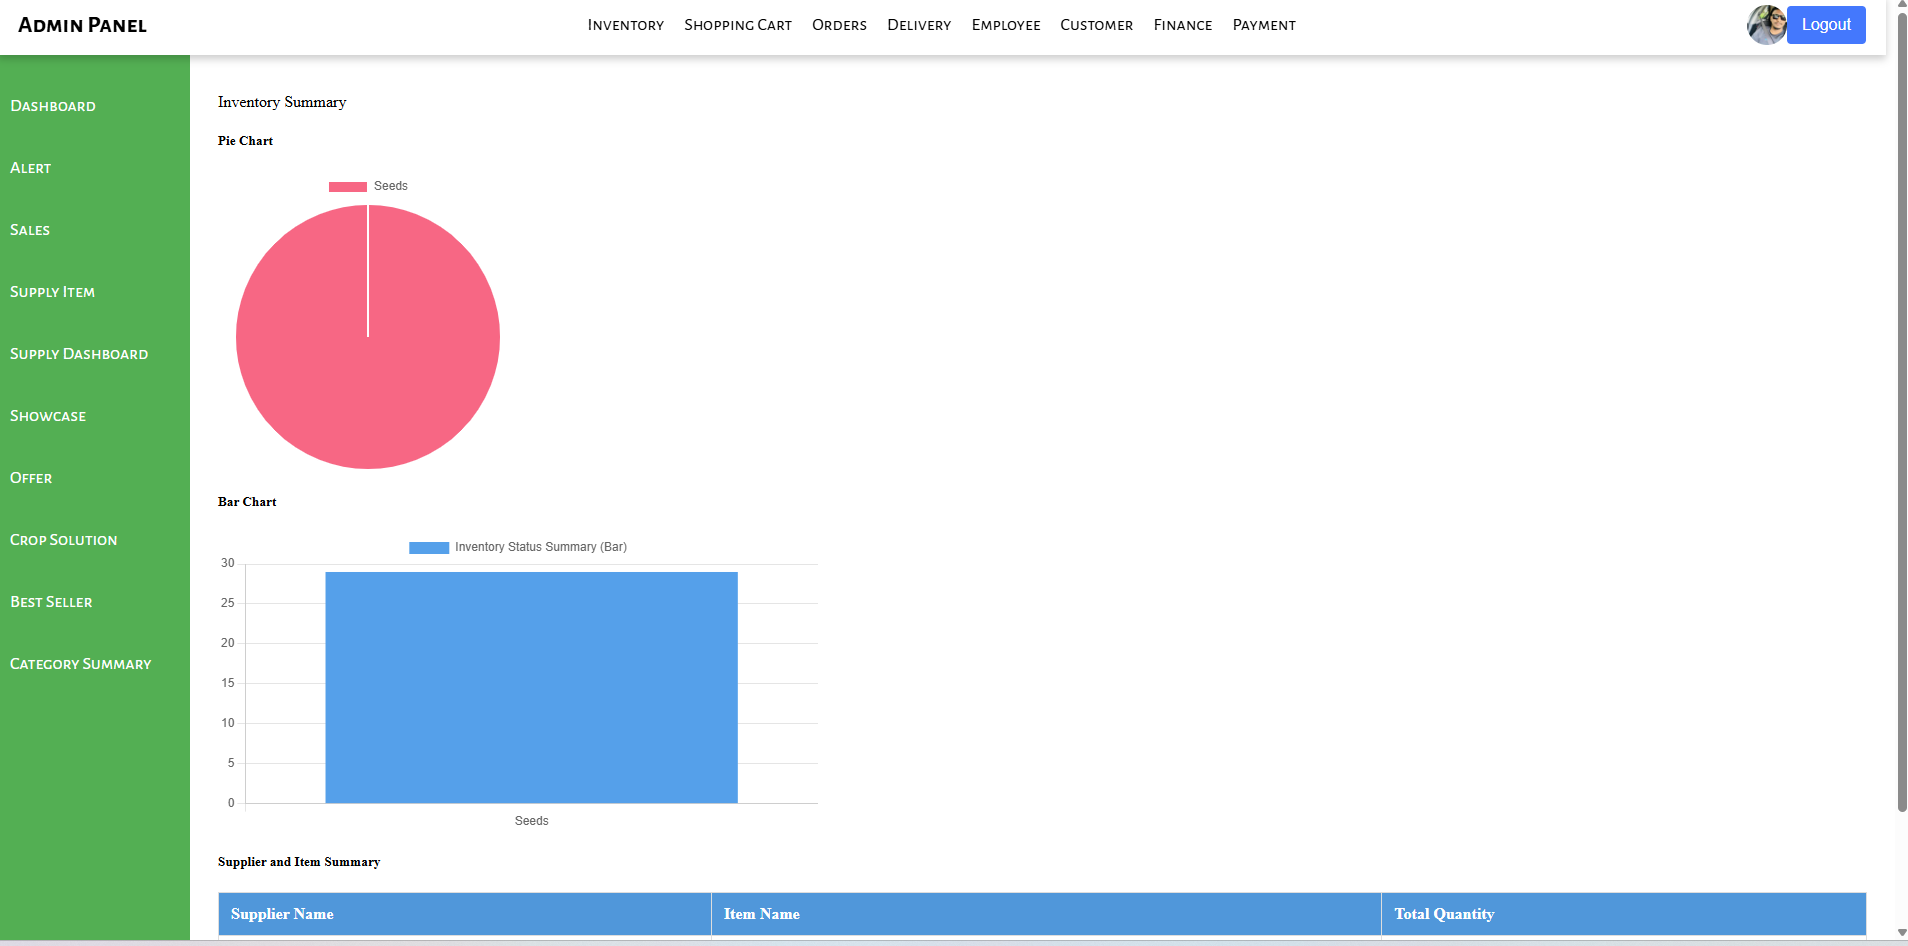 Admin Panel
Inventory Shopping Cart Orders Delivery Employee Customer Finance Payment
Logout
Dashboard
Alert
Sales
Supply Item
Supply Dashboard
Showcase
Offer
Crop Solution
Best Seller
Category Summary
Inventory Summary
Pie Chart
Seeds
Bar Chart
Inventory Status Summary (Bar)
30
25
20
15
10
5
0
Seeds
Supplier and Item Summary
Supplier Name Item Name Total Quantity